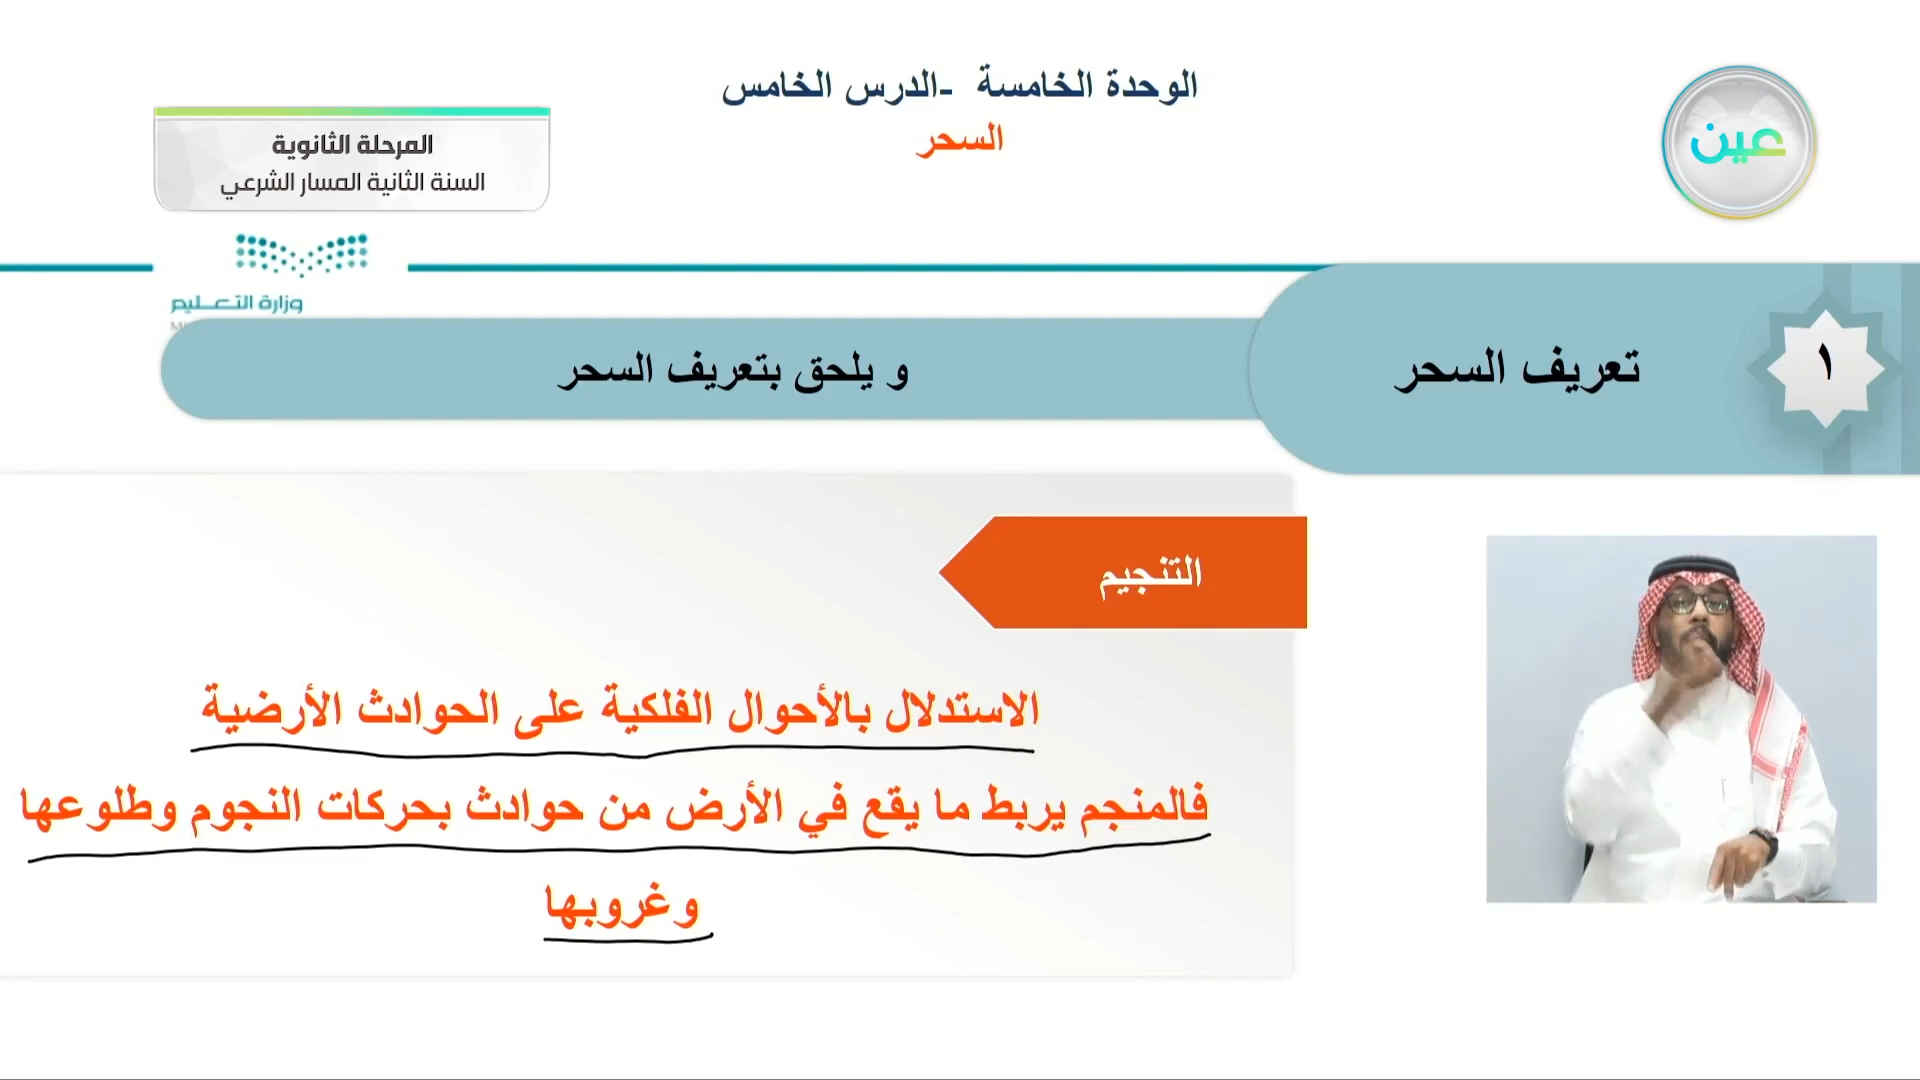 الوحدة الخامسة -الدرس الخامس
السحر
عين
المرحلة الثانوية
السنة الثانية المسار الشرعي
وزارة التعليم
١
تعريف السحر
و يلحق بتعريف السحر
التنجيم
الاستدلال بالأحوال الفلكية على الحوادث الأرضية
فالمنجم يربط ما يقع في الأرض من حوادث بحركات النجوم وطلوعها
وغروبها